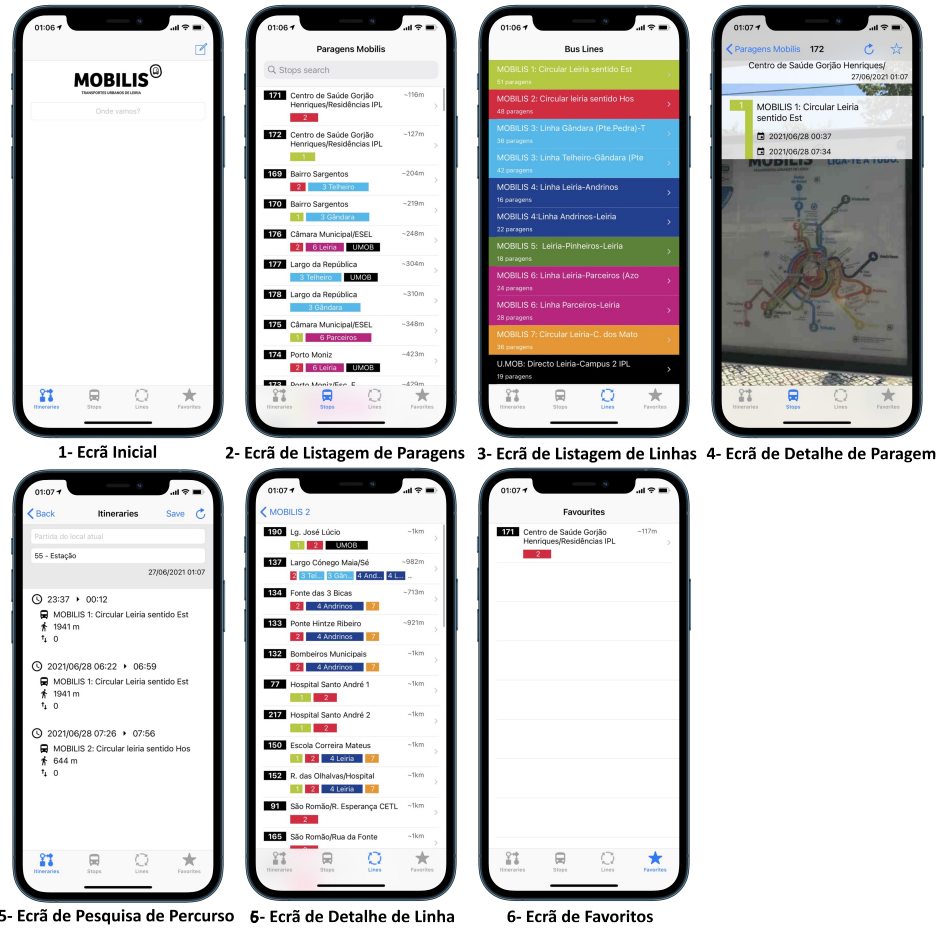 01:06
MOBILIS
TRANSPORTES URBANOS DE LEIRIA
Onde vamos?
Itineraries Stops Lines Favorites
1- Ecrã Inicial
01:06
Paragens Mobilis
Stops search
171 Centro de Saúde Gorjão ~116m
Henriques/Residências IPL
2
172 Centro de Saúde Gorjão ~127m
Henriques/Residências IPL
1
169 Bairro Sargentos ~204m
2 3 Telheiro
170 Bairro Sargentos ~219m
1 3 Gândara
176 Câmara Municipal/ESEL ~248m
2 6 Leiria UMOB
177 Largo da República ~304m
3 Telheiro UMOB
178 Largo da República ~310m
3 Gândara
175 Câmara Municipal/ESEL ~348m
1 6 Parceiros
174 Porto Moniz ~423m
2 6 Leiria UMOB
173 Porto Moniz/Esc. E ~429m
Itineraries Stops Lines Favorites
2- Ecrã de Listagem de Paragens
01:06
Bus Lines
MOBILIS 1: Circular Leiria sentido Est
51 paragens
MOBILIS 2: Circular leiria sentido Hos
48 paragens
MOBILIS 3: Linha Gândara (Pte.Pedra)-T
36 paragens
MOBILIS 3: Linha Telheiro-Gândara (Pte
42 paragens
MOBILIS 4: Linha Leiria-Andrinos
16 paragens
MOBILIS 4:Linha Andrinos-Leiria
22 paragens
MOBILIS 5: Leiria-Pinheiros-Leiria
18 paragens
MOBILIS 6: Linha Leiria-Parceiros (Azo
24 paragens
MOBILIS 6: Linha Parceiros-Leiria
28 paragens
MOBILIS 7: Circular Leiria-C. dos Mato
36 paragens
U.MOB: Directo Leiria-Campus 2 IPL
19 paragens
Itineraries Stops Lines Favorites
3- Ecrã de Listagem de Linhas
01:07
Paragens Mobilis 172
Centro de Saúde Gorjão Henriques/
27/06/2021 01:07
1 MOBILIS 1: Circular Leiria
sentido Est
2021/06/28 00:37
2021/06/28 07:34
MOBILIS LIGA-TE A TUDO
Itineraries Stops Lines Favorites
4- Ecrã de Detalhe de Paragem
01:07
Back Itineraries Save
Partida do local atual
55 - Estação
27/06/2021 01:07
23:37 00:12
MOBILIS 1: Circular Leiria sentido Est
1941 m
0
2021/06/28 06:22 06:59
MOBILIS 1: Circular Leiria sentido Est
1941 m
0
2021/06/28 07:26 07:56
MOBILIS 2: Circular leiria sentido Hos
644 m
0
Itineraries Stops Lines Favorites
5- Ecrã de Pesquisa de Percurso
01:07
MOBILIS 2
190 Lg. José Lúcio ~1km
1 2 UMOB
137 Largo Cónego Maia/Sé ~982m
2 3 Tel... 3 Gân... 4 And... 4 L... ...
134 Fonte das 3 Bicas ~713m
2 4 Andrinos 7
133 Ponte Hintze Ribeiro ~921m
2 4 Andrinos 7
132 Bombeiros Municipais ~1km
2 4 Andrinos 7
77 Hospital Santo André 1 ~1km
1 2
217 Hospital Santo André 2 ~1km
1 2
150 Escola Correira Mateus ~1km
1 2 4 Leiria 7
152 R. das Olhalvas/Hospital ~1km
1 2 4 Leiria 7
91 São Romão/R. Esperança CETL ~1km
2
165 São Romão/Rua da Fonte ~1km
Itineraries Stops Lines Favorites
6- Ecrã de Detalhe de Linha
01:07
Favourites
171 Centro de Saúde Gorjão ~117m
Henriques/Residências IPL
2
Itineraries Stops Lines Favorites
6- Ecrã de Favoritos